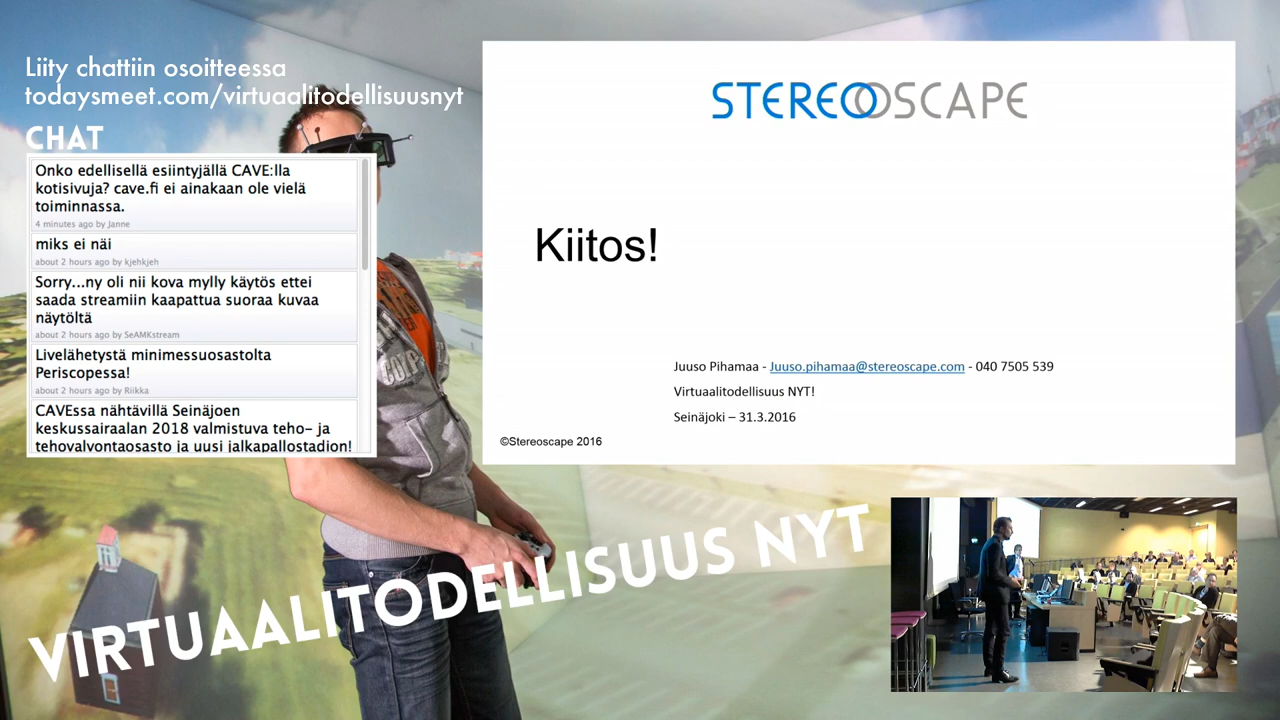 Liity chattiin osoitteessa
todaysmeet.com/virtuaalitodellisuusnyt
CHAT
Onko edellisellä esiintyjällä CAVE:lla
kotisivuja? cave.fi ei ainakaan ole vielä
toiminnassa.
4 minutes ago by Janne
miks ei näi
about 2 hours ago by kjehkjeh
Sorry...ny oli nii kova mylly käytös ettei
saada streamiin kaapattua suoraa kuvaa
näytöltä
about 2 hours ago by SeAMKstream
Livelähetystä minimessuosastolta
Periscopessa!
about 2 hours ago by Riikka
CAVEssa nähtävillä Seinäjoen
keskussairaalan 2018 valmistuva teho- ja
tehovalvontaosasto ja uusi jalkapallostadion!
STEREOOSCAPE
Kiitos!
Juuso Pihamaa - Juuso.pihamaa@stereoscape.com - 040 7505 539
Virtuaalitodellisuus NYT!
Seinäjoki – 31.3.2016
©Stereoscape 2016
VIRTUAALITODELLISUUS NYT